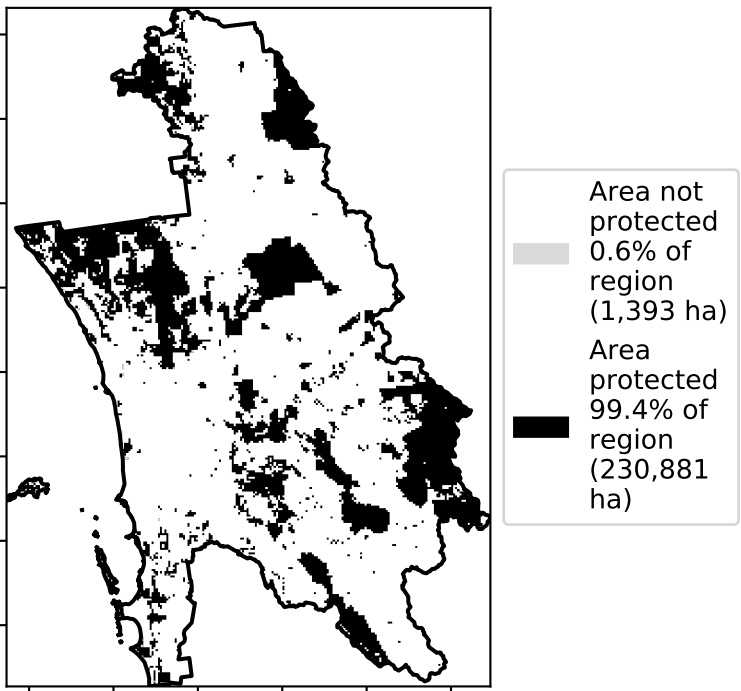 Area not
protected
0.6% of
region
(1,393 ha)
Area
protected
99.4% of
region
(230,881
ha)